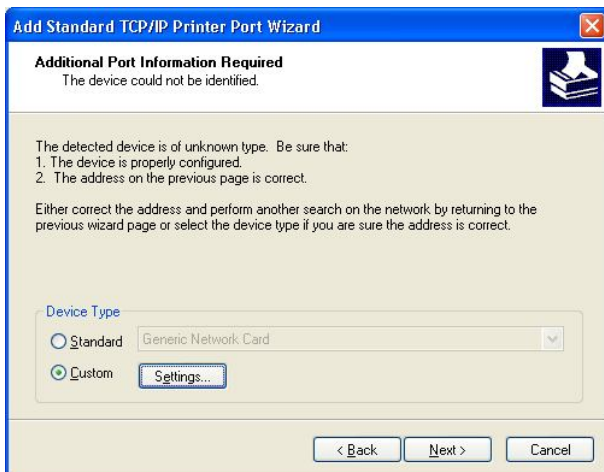 Add Standard TCP/IP Printer Port Wizard
Additional Port Information Required
The device could not be identified.
The detected device is of unknown type.  Be sure that:
1. The device is properly configured.
2.  The address on the previous page is correct.
Either correct the address and perform another search on the network by returning to the
previous wizard page or select the device type if you are sure the address is correct.
Device Type
Standard
Generic Network Card
Custom
Settings...
< Back
Next >
Cancel